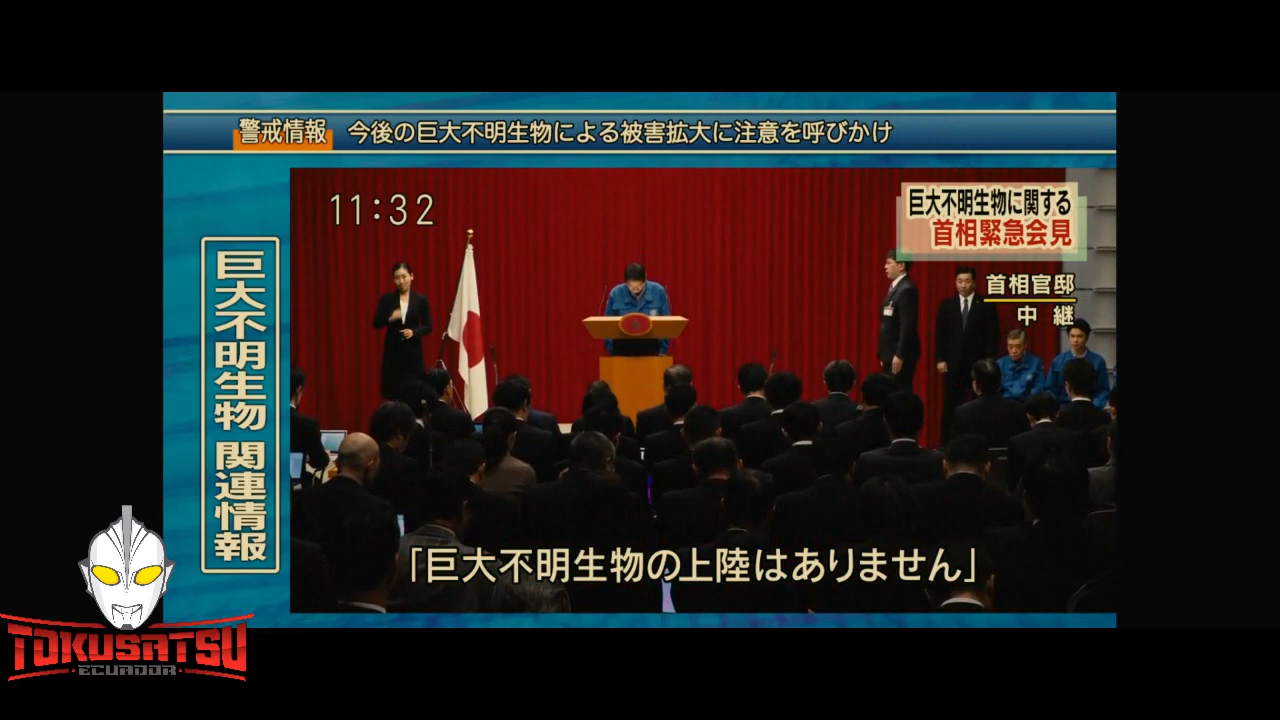 警戒情報 今後の巨大不明生物による被害拡大に注意を呼びかけ
11:32
巨大不明生物に関する
首相緊急会見
首相官邸
中継
巨大不明生物 関連情報
「巨大不明生物の上陸はありません」
TOKUSATSU
ECUADOR